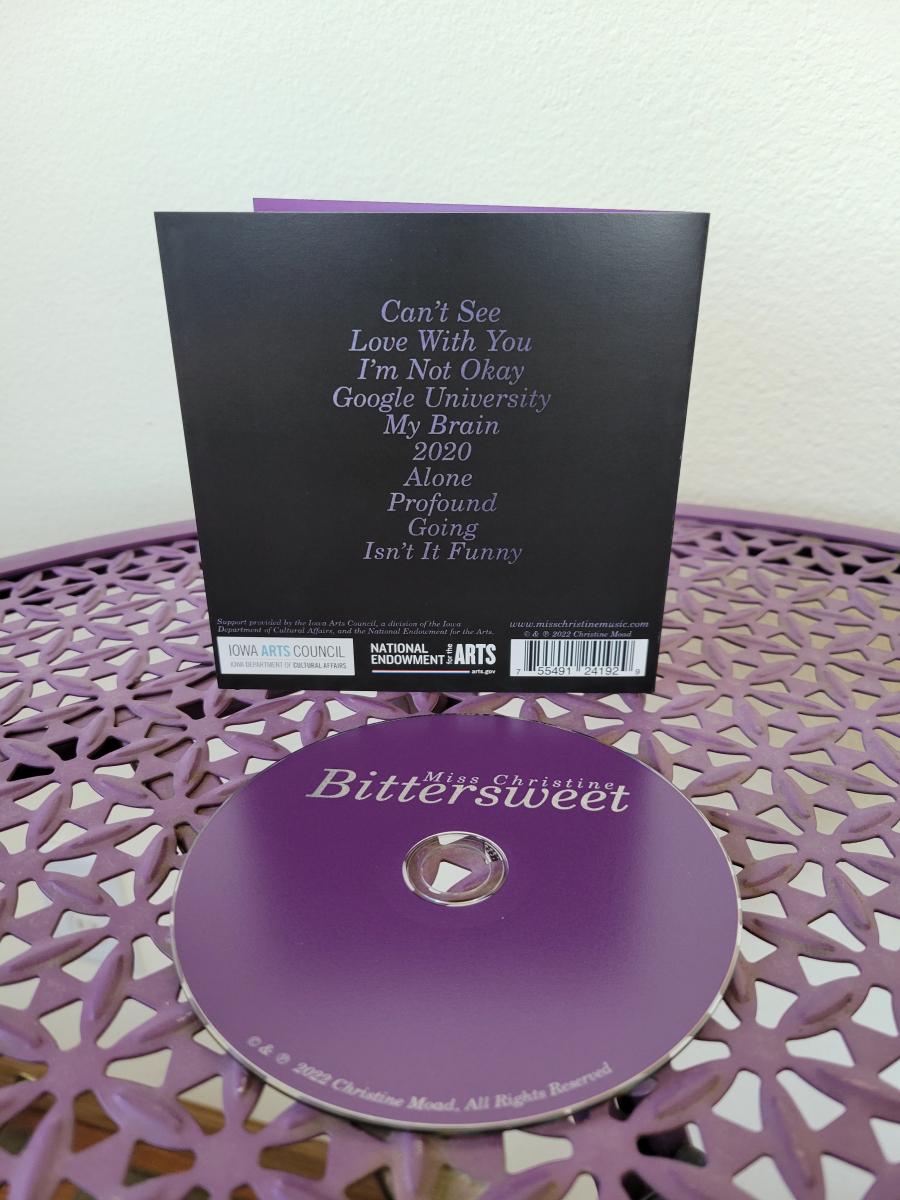 Can't See
Love With You
I'm Not Okay
Google University
My Brain
2020
Alone
Profound
Going
Isn't It Funny
Support provided by the Iowa Arts Council, a division of the Iowa
Department of Cultural Affairs, and the National Endowment for the Arts.
IOWA ARTS COUNCIL
IOWA DEPARTMENT OF CULTURAL AFFAIRS
NATIONAL
ENDOWMENT for the ARTS
arts.gov
www.misschristinemusic.com
© & ℗ 2022 Christine Moad
7 55491 24192 9
Miss Christine
Bittersweet
© & ℗ 2022 Christine Moad, All Rights Reserved